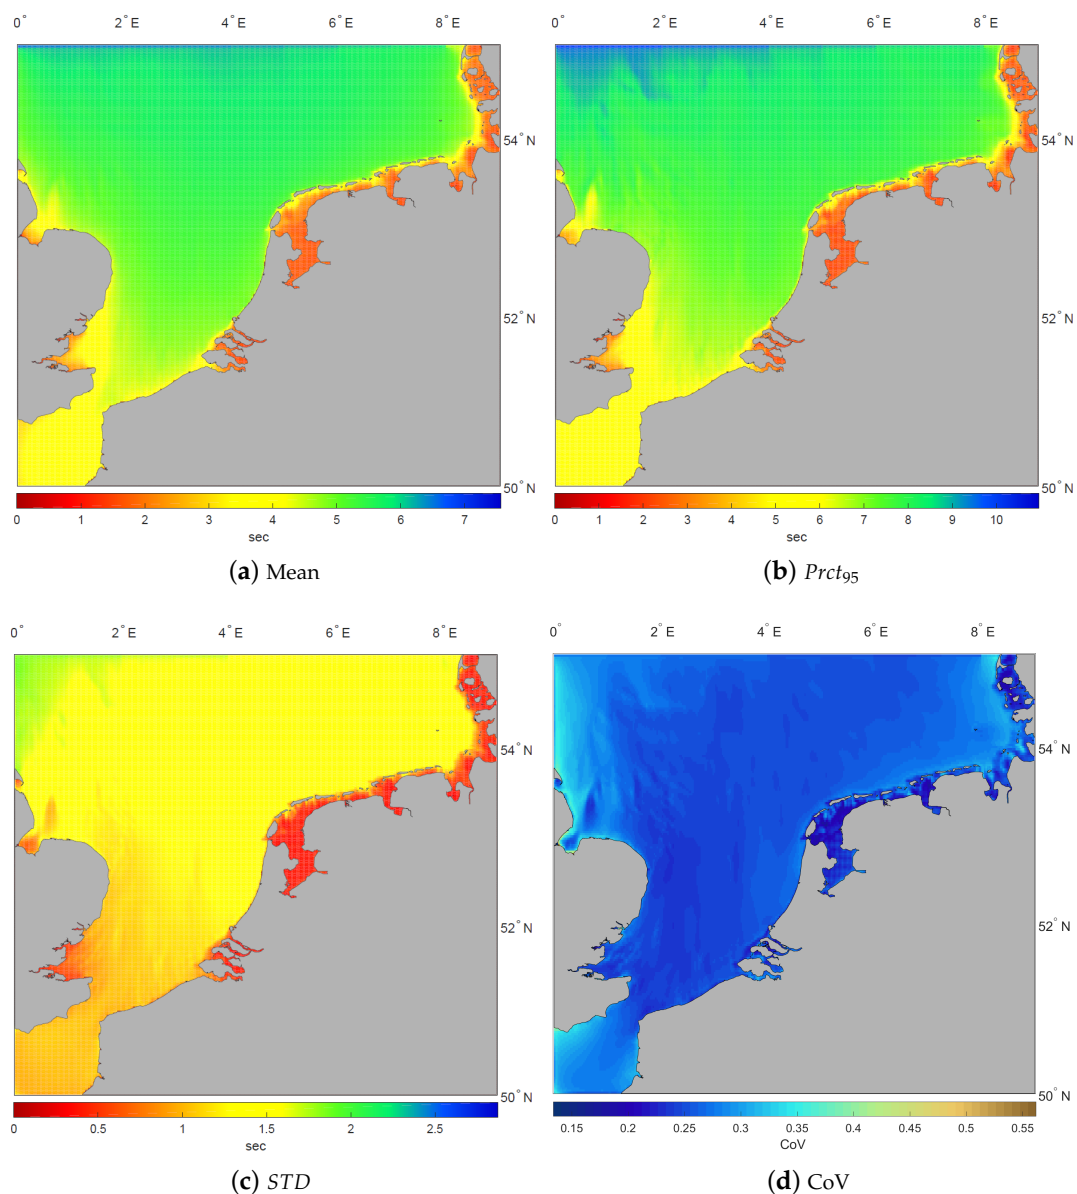 0° 2° E 4° E 6° E 8° E
0° 2° E 4° E 6° E 8° E
54° N
54° N
52° N
52° N
50° N
50° N
0 1 2 3 4 5 6 7
0 1 2 3 4 5 6 7 8 9 10
sec
sec
(a) Mean
(b) Prct95
0° 2° E 4° E 6° E 8° E
0° 2° E 4° E 6° E 8° E
54° N
54° N
52° N
52° N
50° N
50° N
0 0.5 1 1.5 2 2.5
0.15 0.2 0.25 0.3 0.35 0.4 0.45 0.5 0.55
sec
CoV
(c) STD
(d) CoV